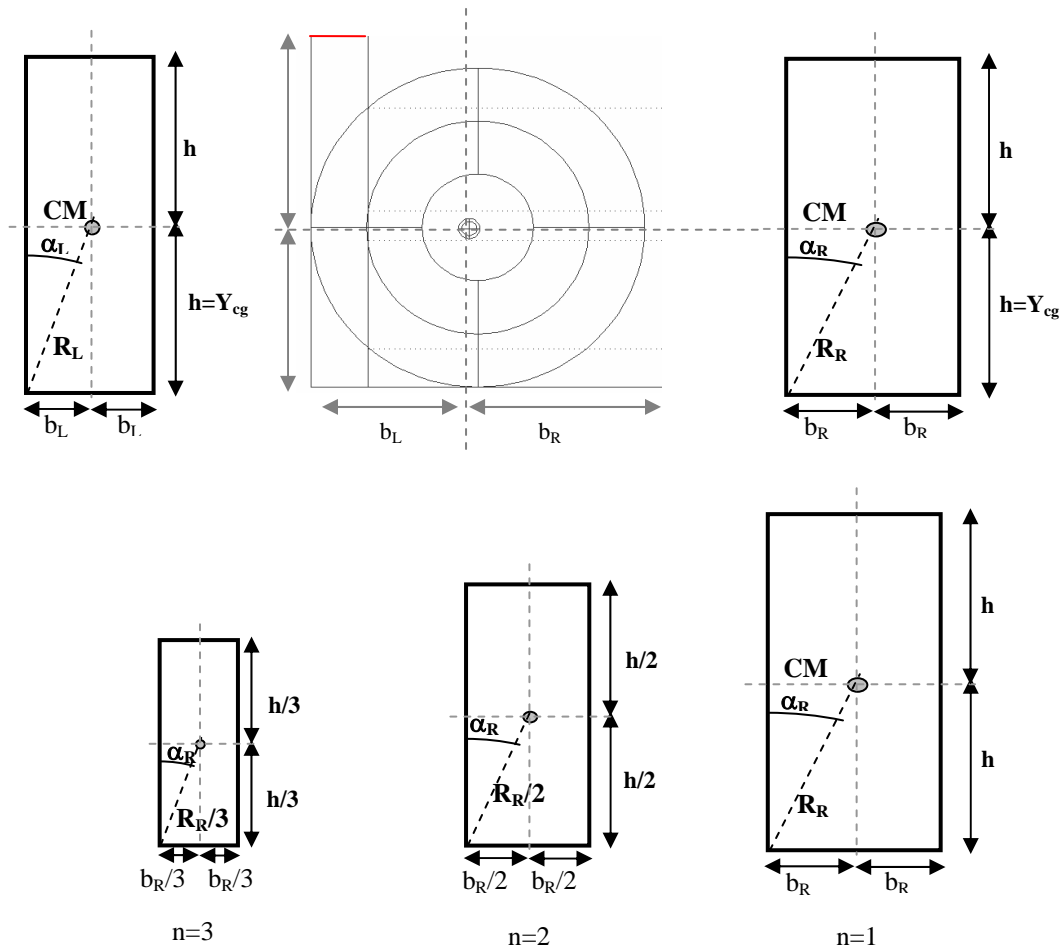 h
CM
α_L
h=Y_cg
R_L
b_L b_L
b_L b_R
h
CM
α_R
h=Y_cg
R_R
b_R b_R
h/3
α_R
h/3
R_R/3
b_R/3 b_R/3
n=3
h/2
α_R
h/2
R_R/2
b_R/2 b_R/2
n=2
h
CM
α_R
h
R_R
b_R b_R
n=1